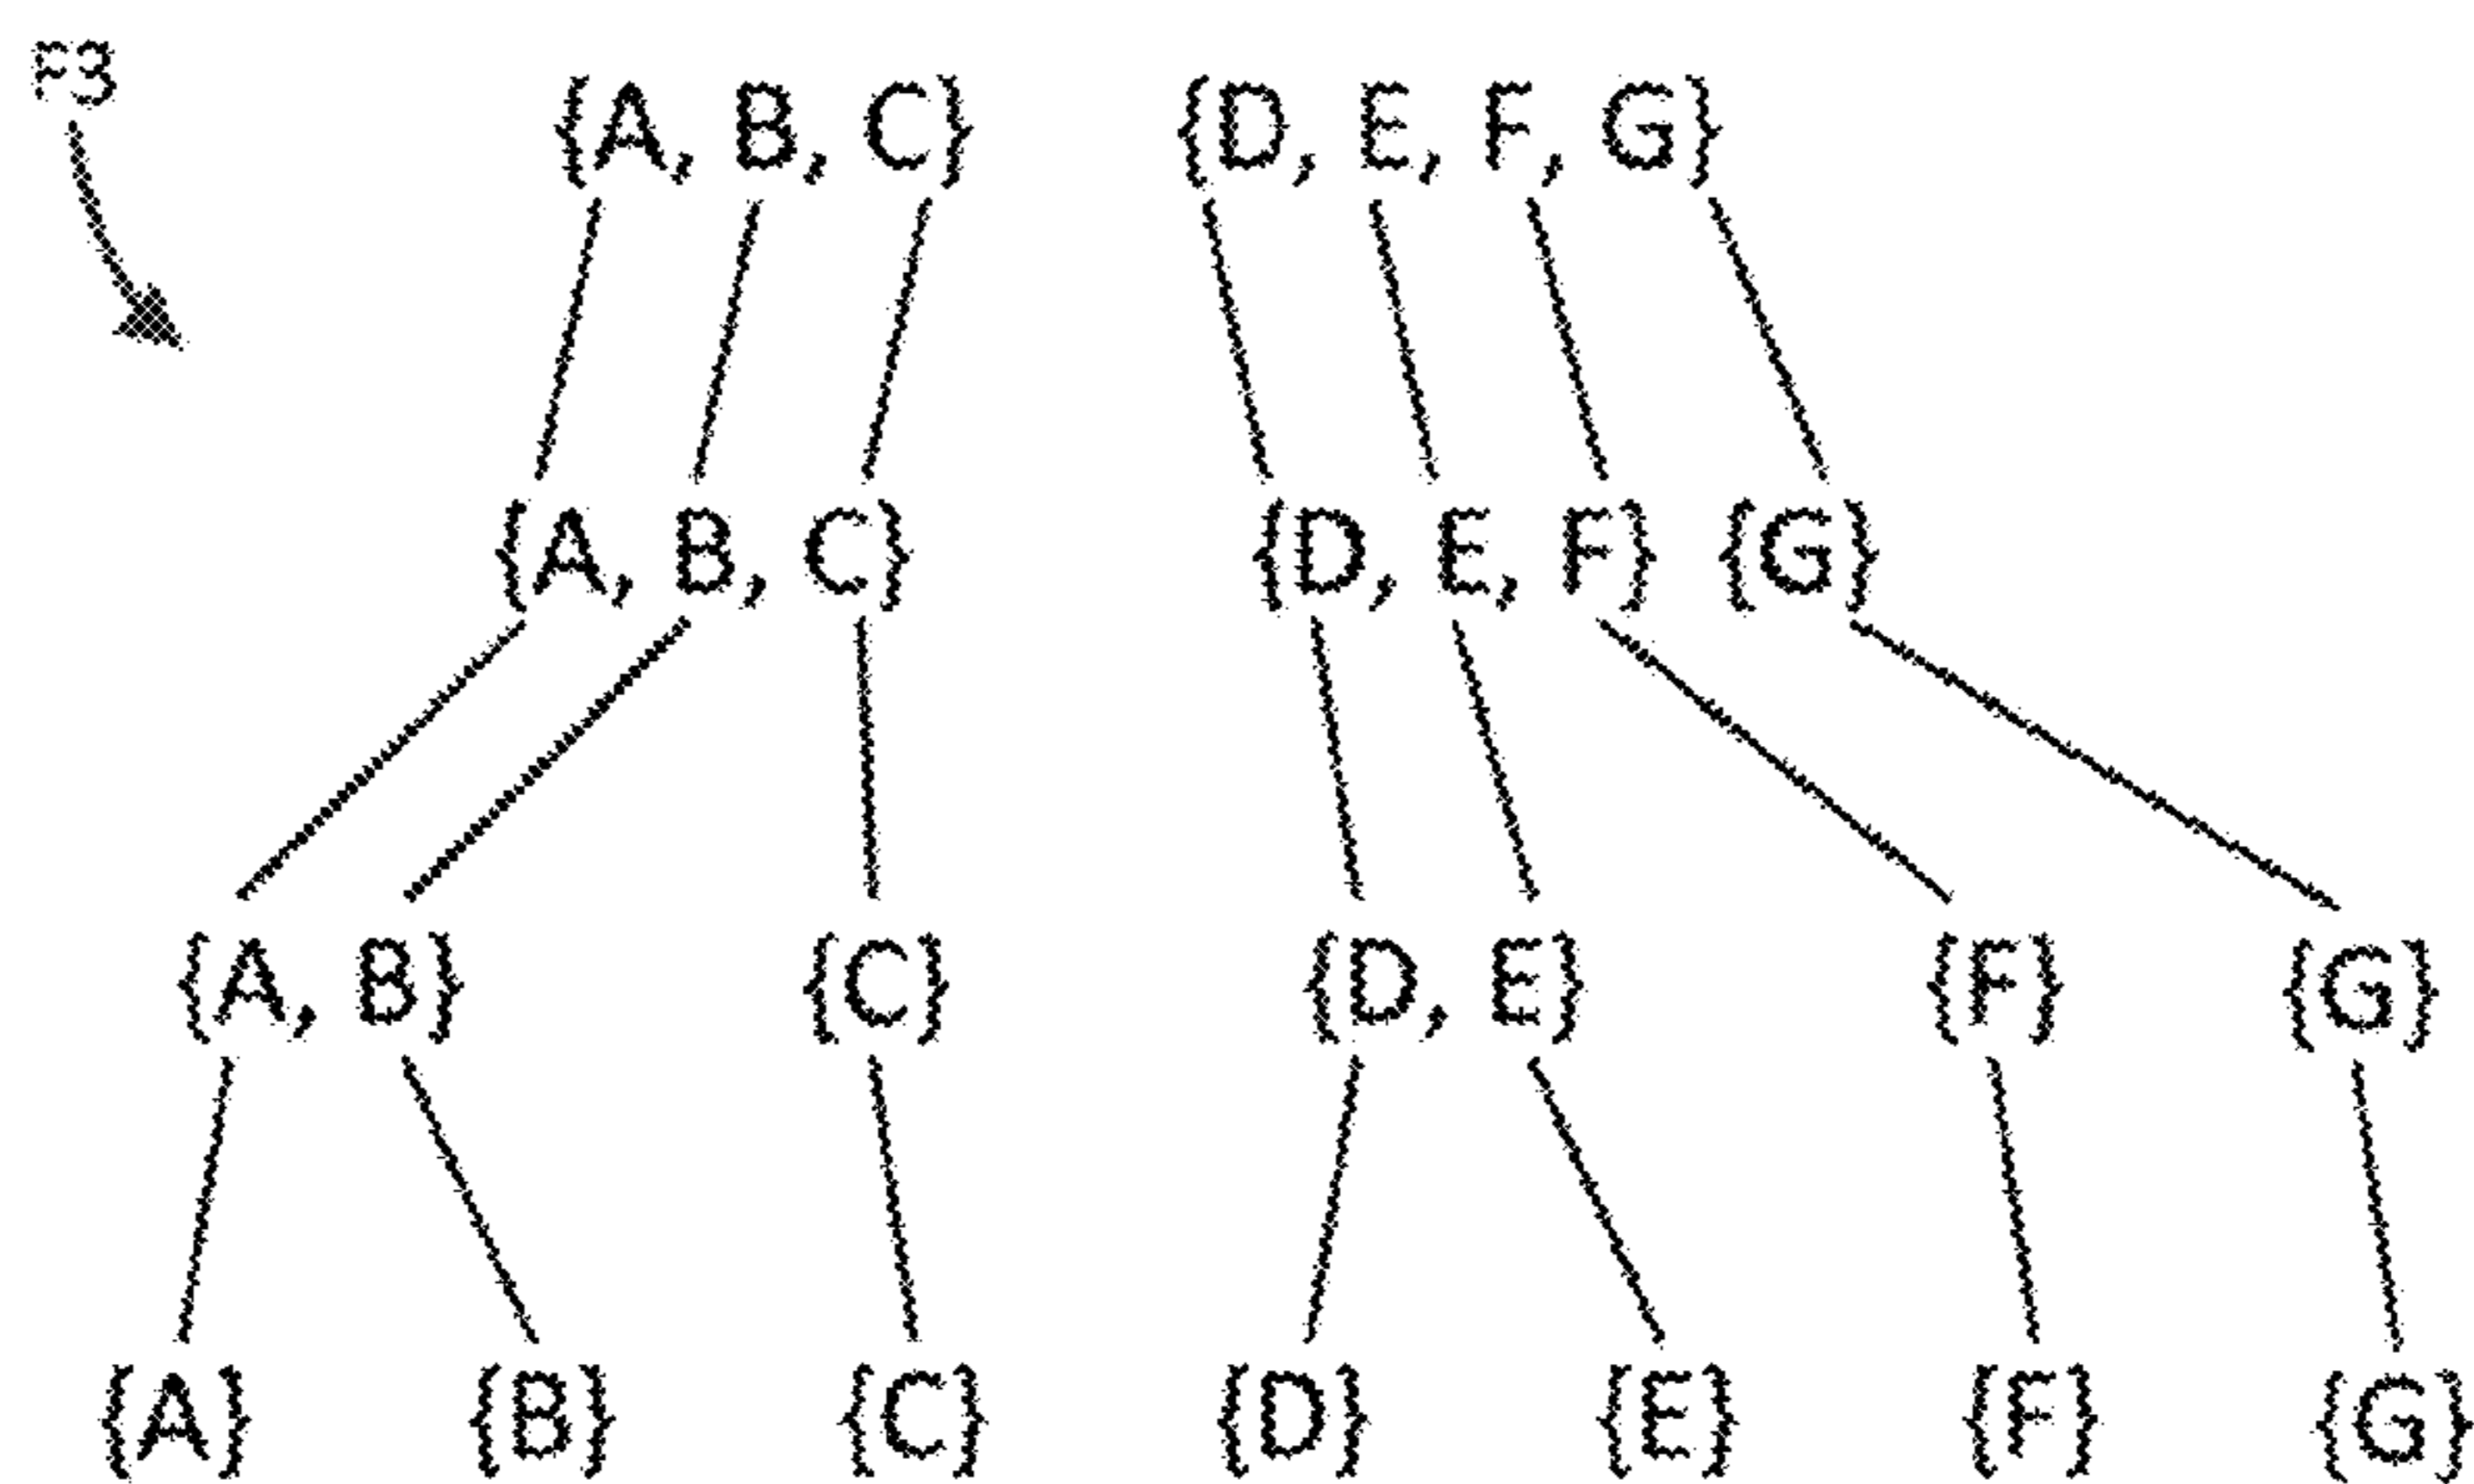 F3
{A, B, C} {D, E, F, G}
{A, B, C} {D, E, F} {G}
{A, B} {C} {D, E} {F} {G}
{A} {B} {C} {D} {E} {F} {G}